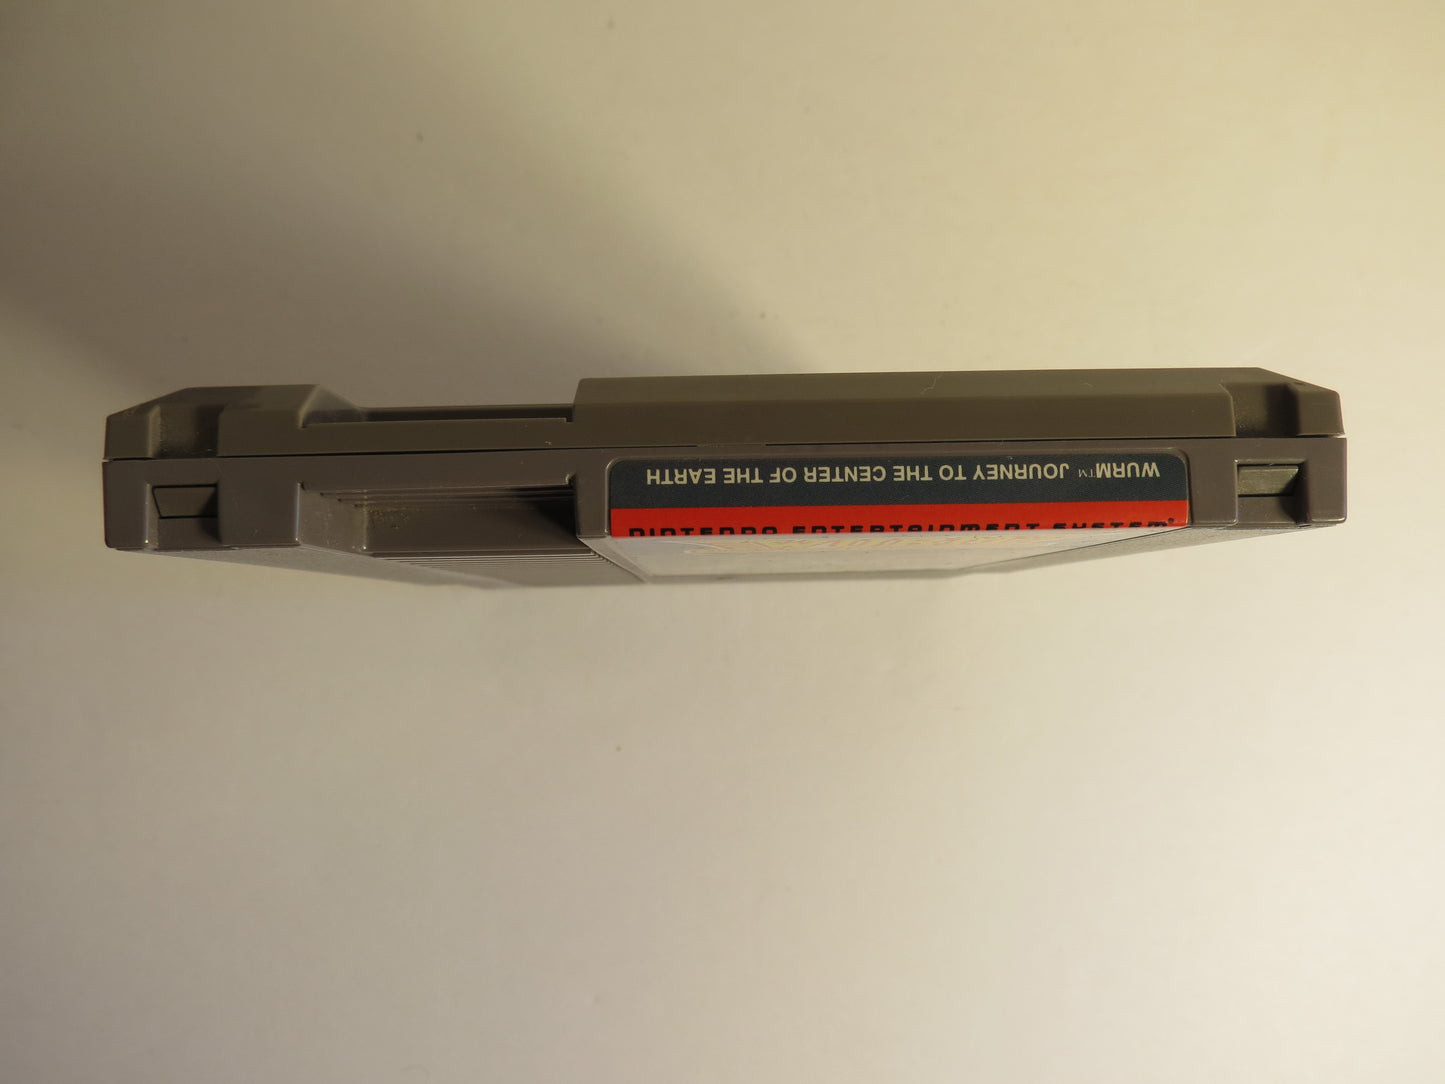 WURM™ JOURNEY TO THE CENTER OF THE EARTH
NINTENDO ENTERTAINMENT SYSTEM®